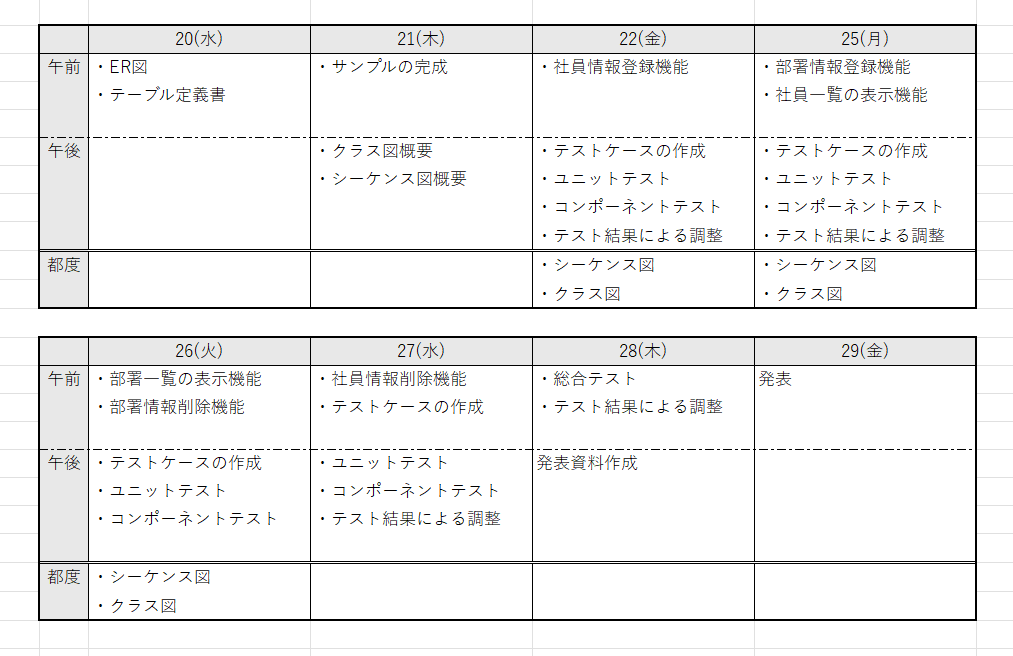 20(水) 21(木) 22(金) 25(月)
午前 ・ER図 ・サンプルの完成 ・社員情報登録機能 ・部署情報登録機能
・テーブル定義書 ・社員一覧の表示機能
午後 ・クラス図概要 ・テストケースの作成 ・テストケースの作成
・シーケンス図概要 ・ユニットテスト ・ユニットテスト
・コンポーネントテスト ・コンポーネントテスト
・テスト結果による調整 ・テスト結果による調整
都度 ・シーケンス図 ・シーケンス図
・クラス図 ・クラス図
26(火) 27(水) 28(木) 29(金)
午前 ・部署一覧の表示機能 ・社員情報削除機能 ・総合テスト 発表
・部署情報削除機能 ・テストケースの作成 ・テスト結果による調整
午後 ・テストケースの作成 ・ユニットテスト 発表資料作成
・ユニットテスト ・コンポーネントテスト
・コンポーネントテスト ・テスト結果による調整
都度 ・シーケンス図
・クラス図